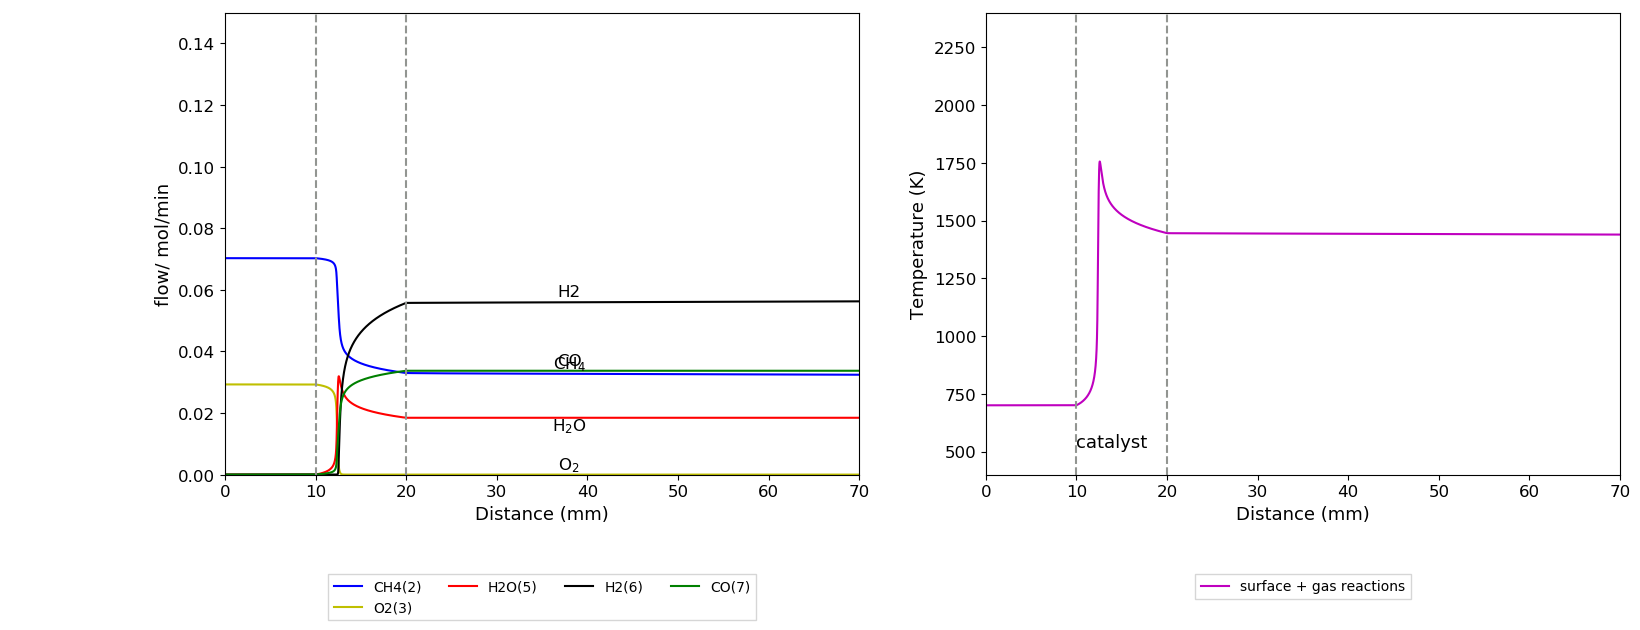 0.14
0.12
0.10
0.08
0.06
0.04
0.02
0.00
flow/ mol/min
H2
CO
CH₄
H₂O
O₂
0 10 20 30 40 50 60 70
Distance (mm)
CH4(2) H2O(5) H2(6) CO(7)
O2(3)
2250
2000
1750
1500
1250
1000
750
500
Temperature (K)
catalyst
0 10 20 30 40 50 60 70
Distance (mm)
surface + gas reactions